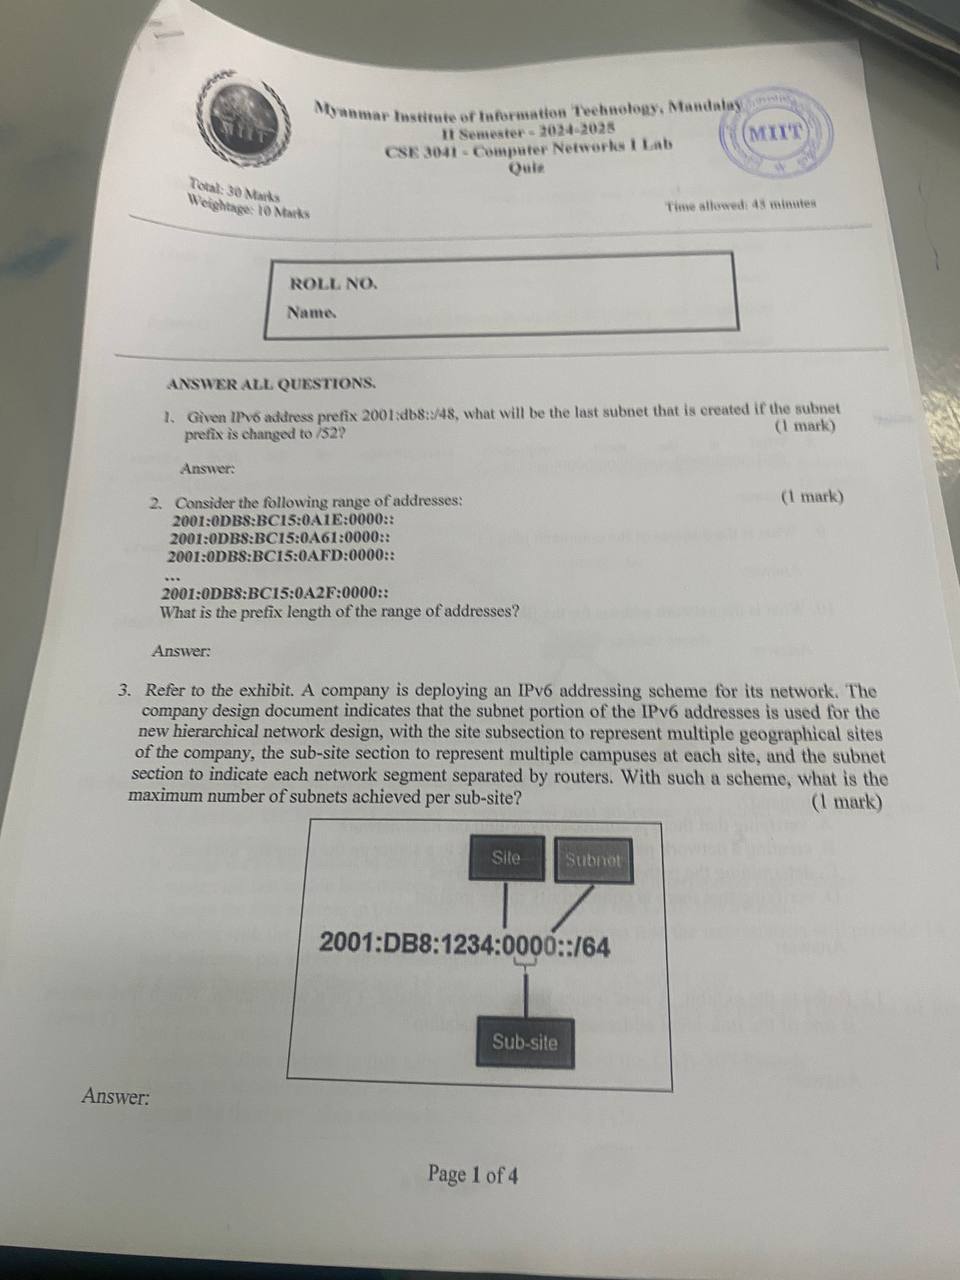 MIIT
Myanmar Institute of Information Technology, Mandalay
II Semester - 2024-2025
CSE 3041 - Computer Networks I Lab
Quiz
MIIT
Total: 30 Marks
Weightage: 10 Marks
Time allowed: 45 minutes
ROLL NO.
Name.
ANSWER ALL QUESTIONS.
1. Given IPv6 address prefix 2001:db8::/48, what will be the last subnet that is created if the subnet
prefix is changed to /52? (1 mark)
Answer:
2. Consider the following range of addresses: (1 mark)
2001:0DB8:BC15:0A1E:0000::
2001:0DB8:BC15:0A61:0000::
2001:0DB8:BC15:0AFD:0000::
...
2001:0DB8:BC15:0A2F:0000::
What is the prefix length of the range of addresses?
Answer:
3. Refer to the exhibit. A company is deploying an IPv6 addressing scheme for its network. The
company design document indicates that the subnet portion of the IPv6 addresses is used for the
new hierarchical network design, with the site subsection to represent multiple geographical sites
of the company, the sub-site section to represent multiple campuses at each site, and the subnet
section to indicate each network segment separated by routers. With such a scheme, what is the
maximum number of subnets achieved per sub-site? (1 mark)
Site Subnet
2001:DB8:1234:0000::/64
Sub-site
Answer:
Page 1 of 4